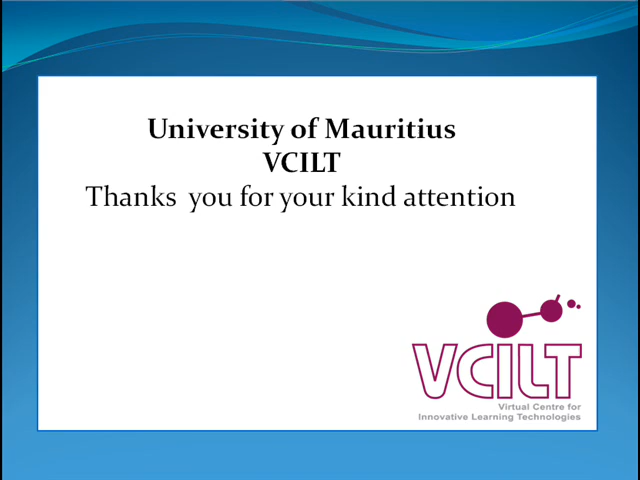 University of Mauritius
VCILT
Thanks  you for your kind attention
VCILT
Virtual Centre for
Innovative Learning Technologies